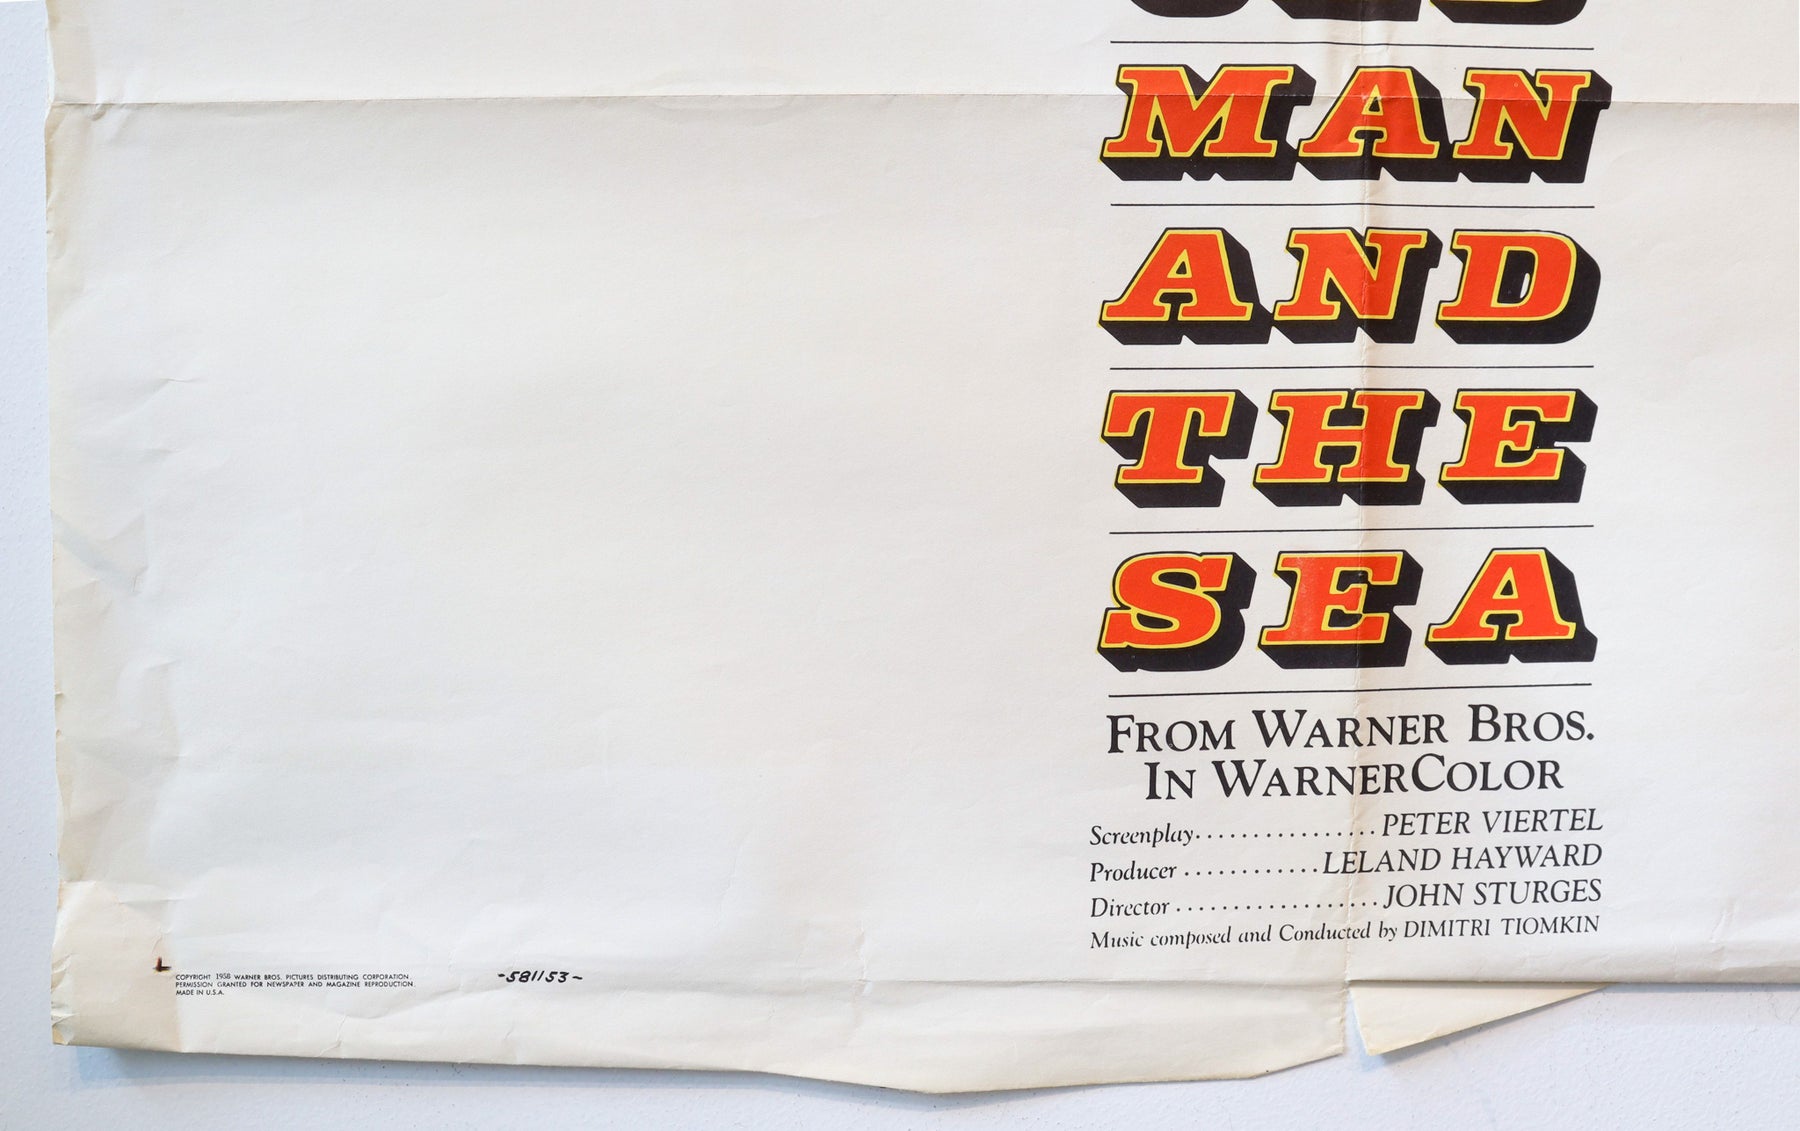 OLD
MAN
AND
THE
SEA
FROM WARNER BROS.
IN WARNERCOLOR
Screenplay................. PETER VIERTEL
Producer ............ LELAND HAYWARD
Director .................. JOHN STURGES
Music composed and Conducted by DIMITRI TIOMKIN
COPYRIGHT 1958 WARNER BROS. PICTURES DISTRIBUTING CORPORATION.
PERMISSION GRANTED FOR NEWSPAPER AND MAGAZINE REPRODUCTION.
MADE IN U.S.A.
-581153-